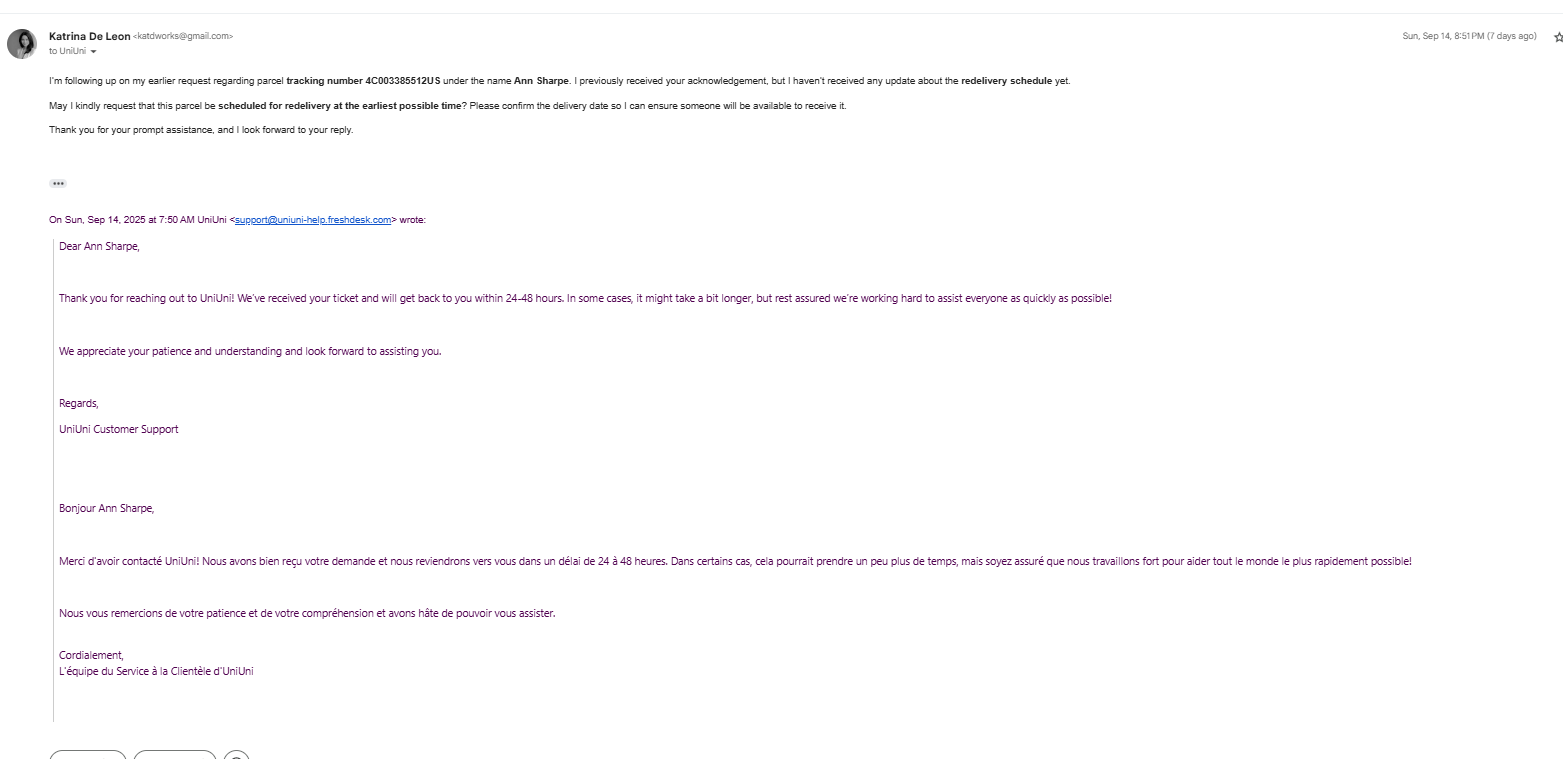 Katrina De Leon <katdworks@gmail.com>
Sun, Sep 14, 8:51 PM (7 days ago)
to UniUni
I'm following up on my earlier request regarding parcel tracking number 4C003385512US under the name Ann Sharpe. I previously received your acknowledgement, but I haven't received any update about the redelivery schedule yet.
May I kindly request that this parcel be scheduled for redelivery at the earliest possible time? Please confirm the delivery date so I can ensure someone will be available to receive it.
Thank you for your prompt assistance, and I look forward to your reply.
On Sun, Sep 14, 2025 at 7:50 AM UniUni <support@uniuni-help.freshdesk.com> wrote:
Dear Ann Sharpe,
Thank you for reaching out to UniUni! We've received your ticket and will get back to you within 24-48 hours. In some cases, it might take a bit longer, but rest assured we're working hard to assist everyone as quickly as possible!
We appreciate your patience and understanding and look forward to assisting you.
Regards,
UniUni Customer Support
Bonjour Ann Sharpe,
Merci d'avoir contacté UniUni! Nous avons bien reçu votre demande et nous reviendrons vers vous dans un délai de 24 à 48 heures. Dans certains cas, cela pourrait prendre un peu plus de temps, mais soyez assuré que nous travaillons fort pour aider tout le monde le plus rapidement possible!
Nous vous remercions de votre patience et de votre compréhension et avons hâte de pouvoir vous assister.
Cordialement,
L'équipe du Service à la Clientèle d'UniUni